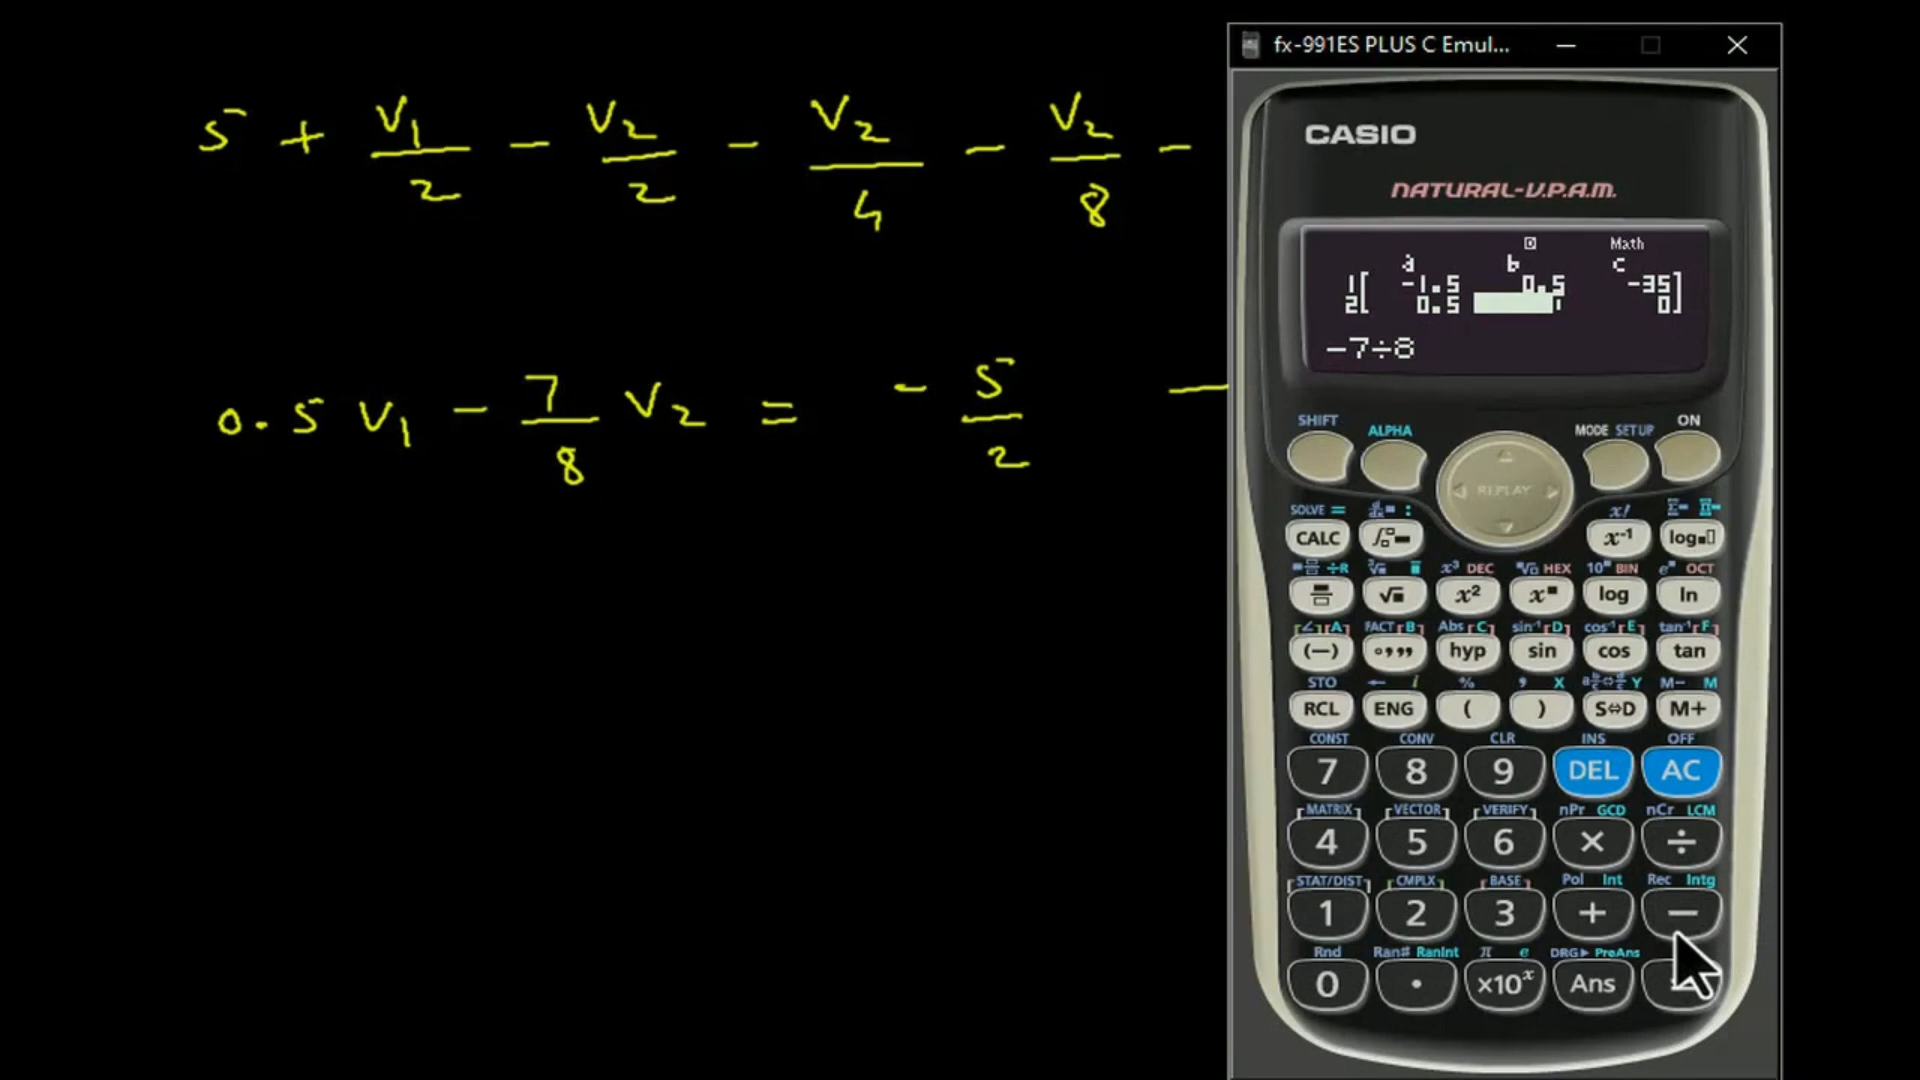 fx-991ES PLUS C Emul...
5 + V1/2 - V2/2 - V2/4 - V2/8 -
0.5 V1 - 7/8 V2 = - 5/2 -
CASIO
NATURAL-V.P.A.M.
D Math
a b c
1[ -1.5 0.5 -35]
2[ 0.5 0]
-7÷8
SHIFT ALPHA MODE SETUP ON
REPLAY
SOLVE = d/dx : x! Σ Π
CALC ∫ x⁻¹ log
÷R x³ DEC HEX 10 BIN e OCT
√ x² x log ln
∠ A FACT B Abs C sin⁻¹ D cos⁻¹ E tan⁻¹ F
(−) °,,, hyp sin cos tan
STO ← i % , X Y M− M
RCL ENG ( ) S⇔D M+
CONST CONV CLR INS OFF
7 8 9 DEL AC
MATRIX VECTOR VERIFY nPr GCD nCr LCM
4 5 6 × ÷
STAT/DIST CMPLX BASE Pol Int Rec Intg
1 2 3 + −
Rnd Ran# RanInt π e DRG▶ PreAns
0 . ×10ˣ Ans